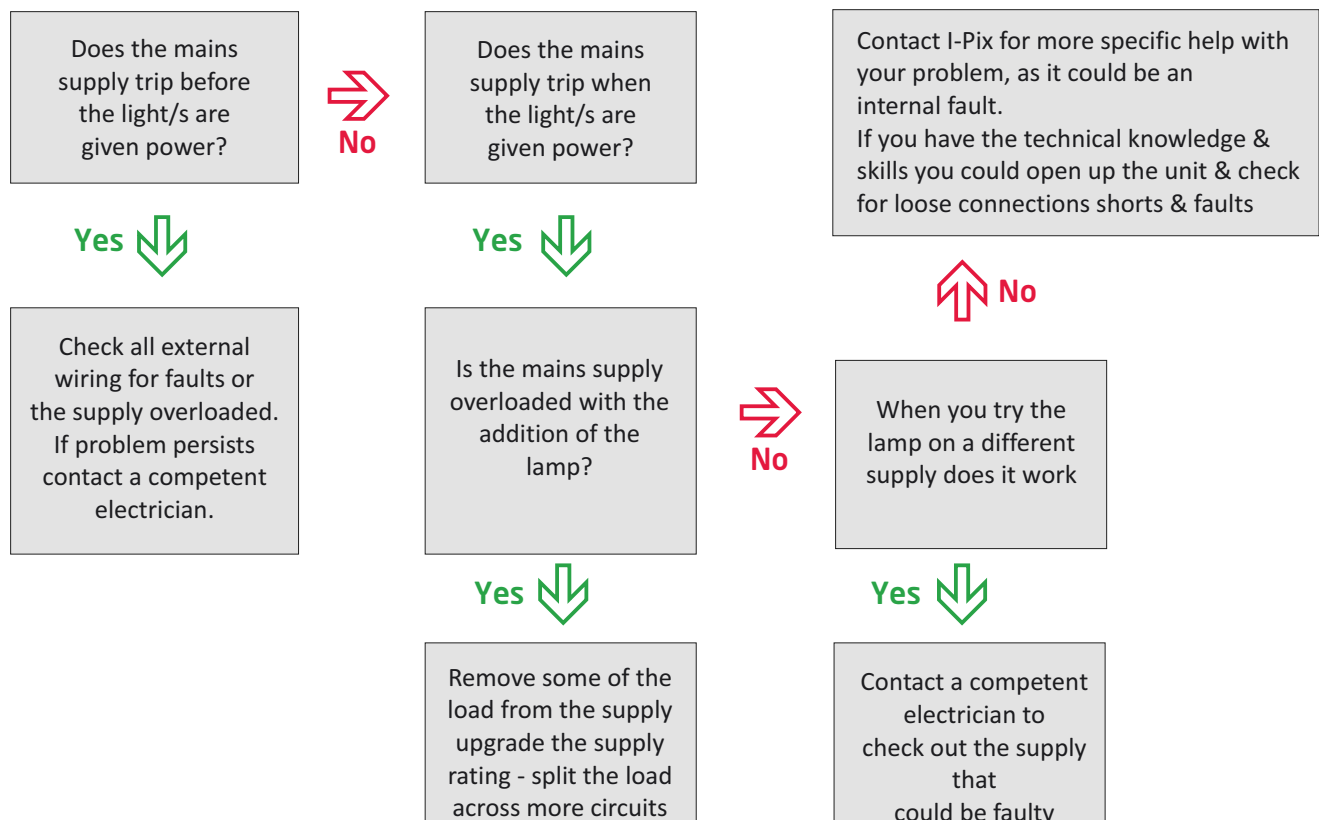 Does the mains
supply trip before
the light/s are
given power?
No
Does the mains
supply trip when
the light/s are
given power?
Contact I-Pix for more specific help with
your problem, as it could be an
internal fault.
If you have the technical knowledge &
skills you could open up the unit & check
for loose connections shorts & faults
Yes
Yes
No
Check all external
wiring for faults or
the supply overloaded.
If problem persists
contact a competent
electrician.
Is the mains supply
overloaded with the
addition of the
lamp?
No
When you try the
lamp on a different
supply does it work
Yes
Yes
Remove some of the
load from the supply
upgrade the supply
rating - split the load
across more circuits
Contact a competent
electrician to
check out the supply
that
could be faulty